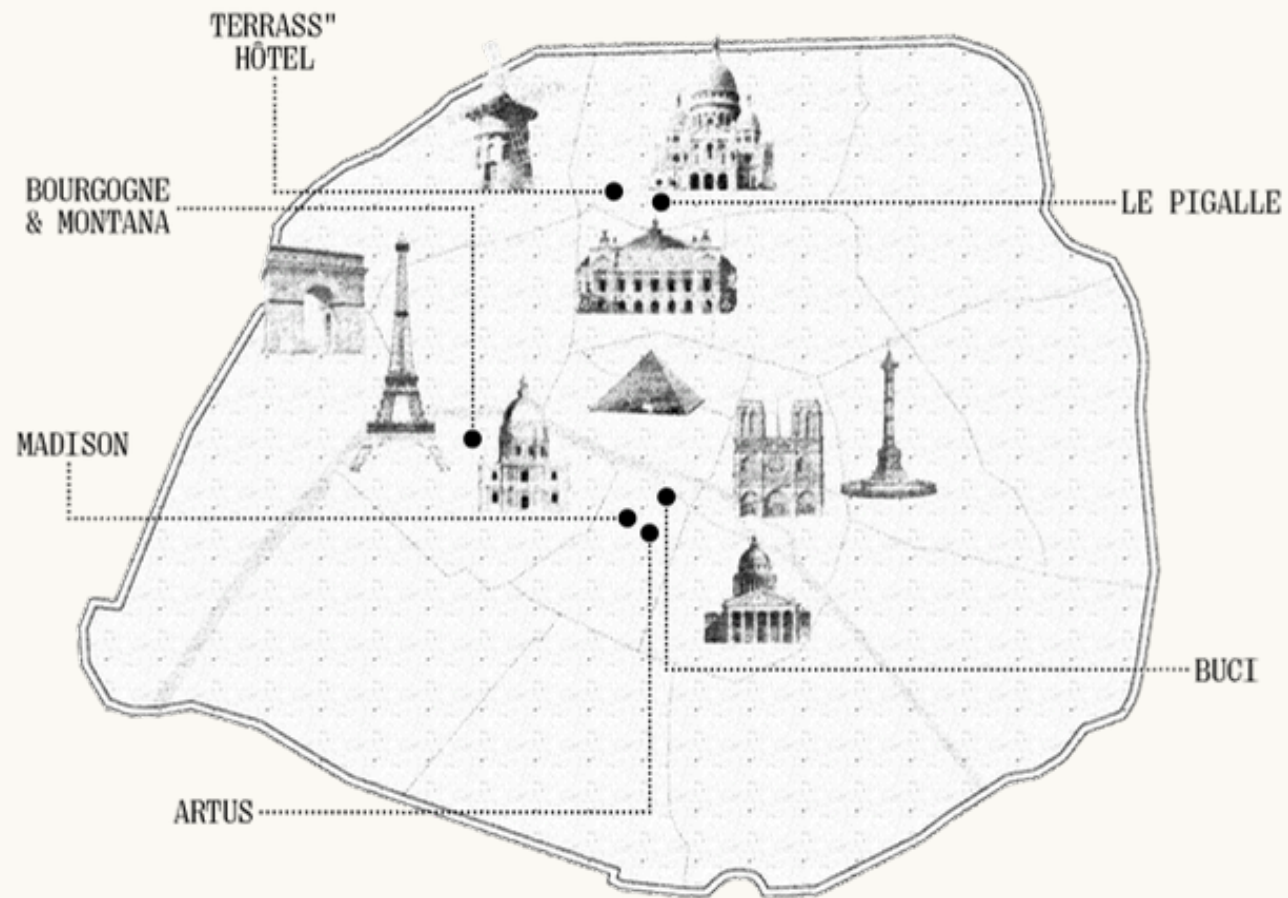 TERRASS"
HÔTEL
BOURGOGNE
& MONTANA
LE PIGALLE
MADISON
BUCI
ARTUS